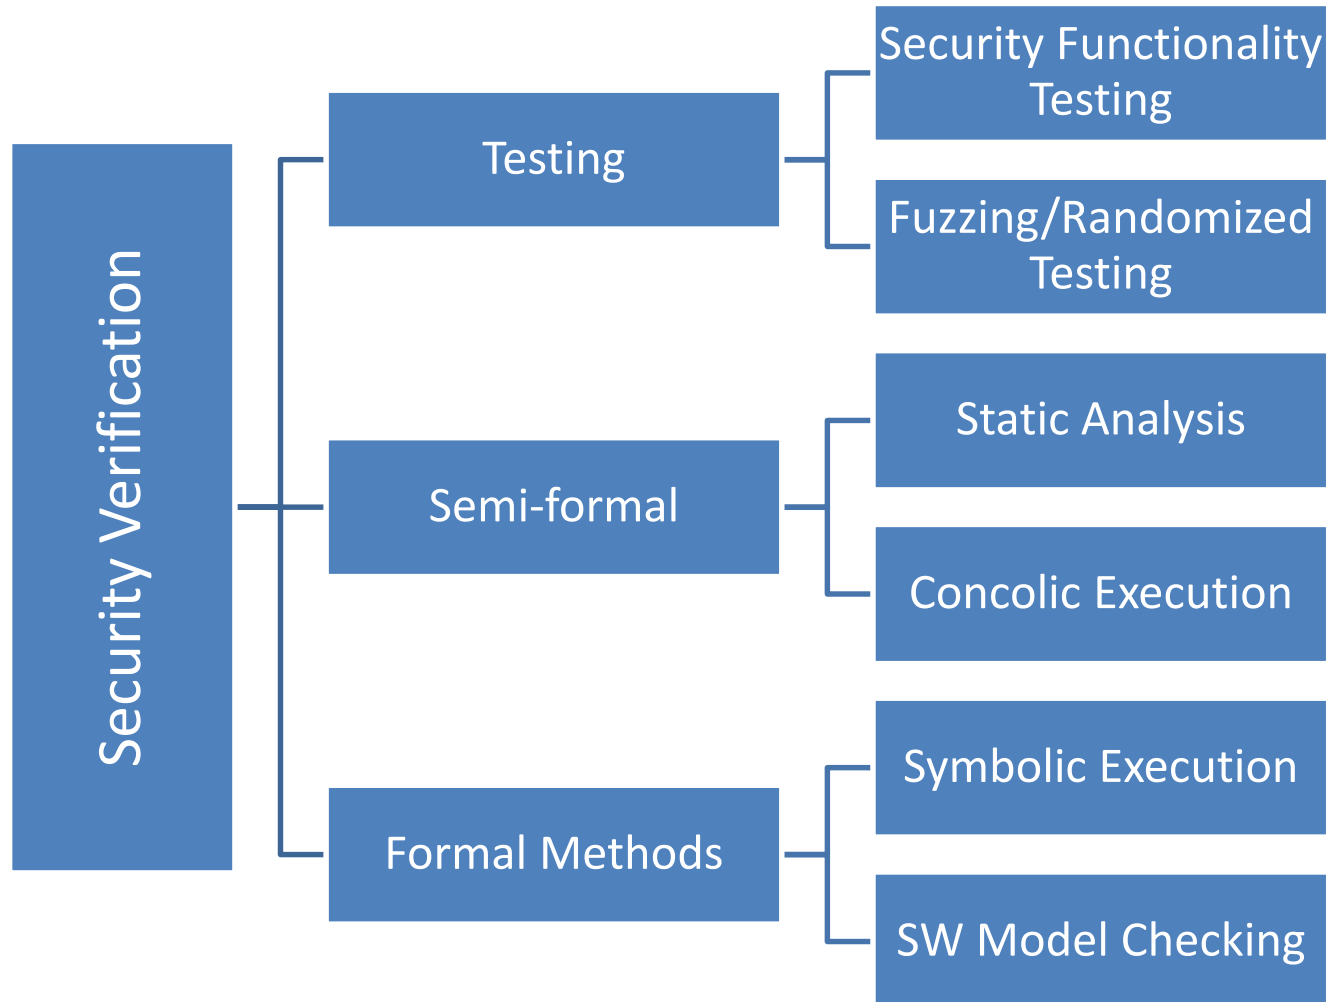 Security Verification
Testing
Security Functionality
Testing
Fuzzing/Randomized
Testing
Semi-formal
Static Analysis
Concolic Execution
Formal Methods
Symbolic Execution
SW Model Checking